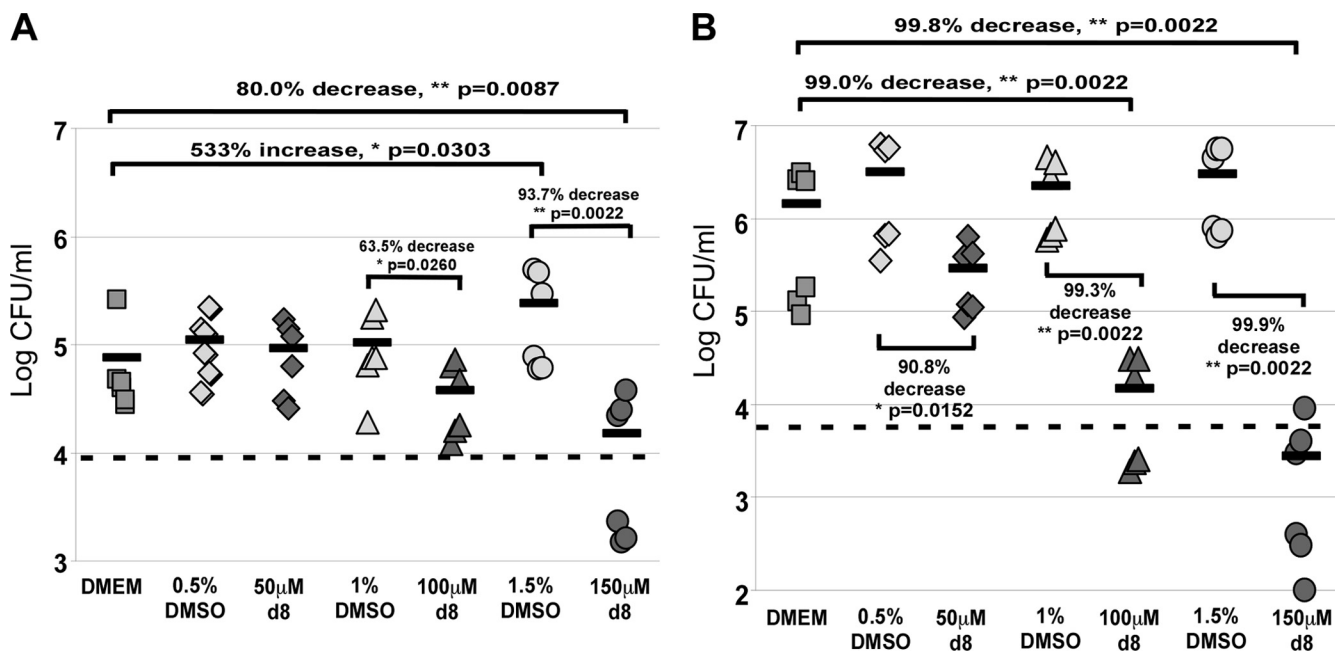 A
80.0% decrease, ** p=0.0087
533% increase, * p=0.0303
93.7% decrease
** p=0.0022
63.5% decrease
* p=0.0260
Log CFU/ml
7
6
5
4
3
DMEM
0.5%
DMSO
50µM
d8
1%
DMSO
100µM
d8
1.5%
DMSO
150µM
d8
B
99.8% decrease, ** p=0.0022
99.0% decrease, ** p=0.0022
Log CFU/ml
7
6
5
4
3
2
90.8%
decrease
* p=0.0152
99.3%
decrease
** p=0.0022
99.9%
decrease
** p=0.0022
DMEM
0.5%
DMSO
50µM
d8
1%
DMSO
100µM
d8
1.5%
DMSO
150µM
d8